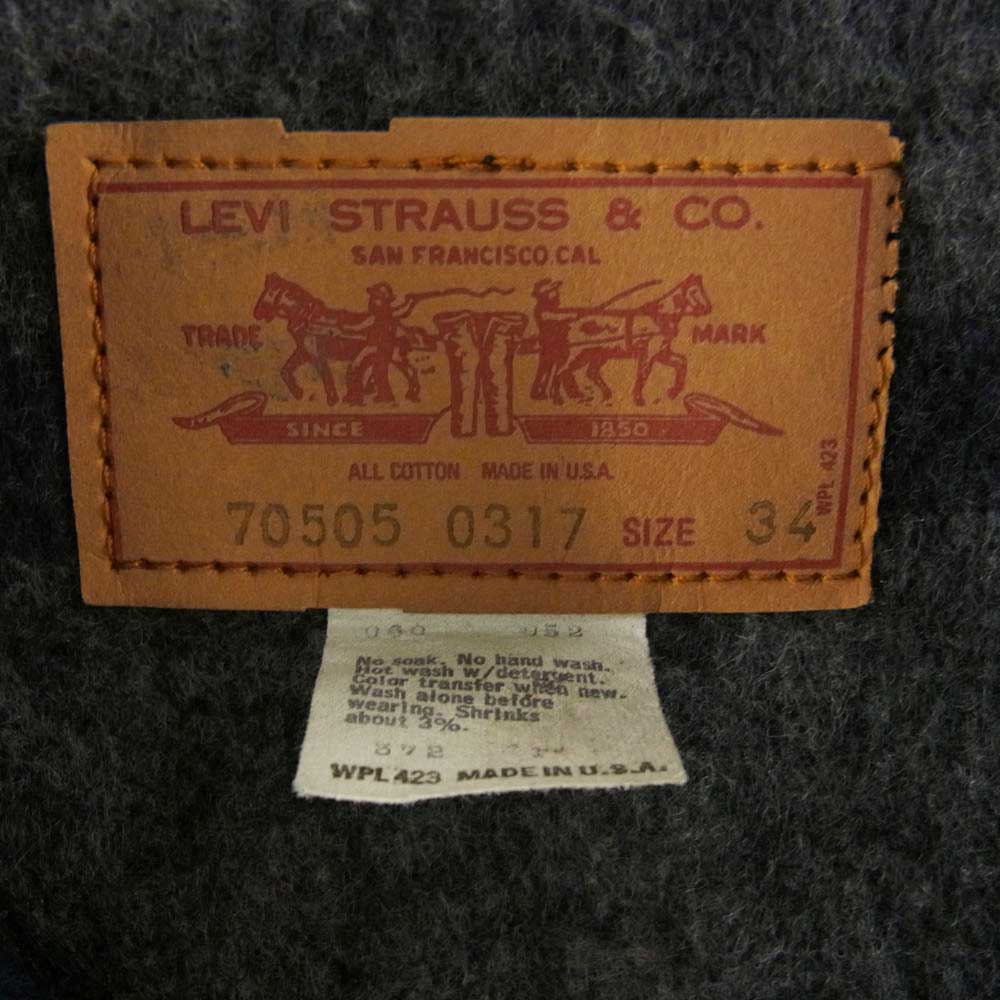 LEVI STRAUSS & CO.
SAN FRANCISCO CAL
TRADE MARK
SINCE 1850
ALL COTTON MADE IN U.S.A.
WPL 423
70505 0317 SIZE 34
No soak. No hand wash.
Hot wash w/detergent.
Color transfer when new.
Wash alone before
wearing. Shrinks
about 3%.
WPL 423 MADE IN U.S.A.